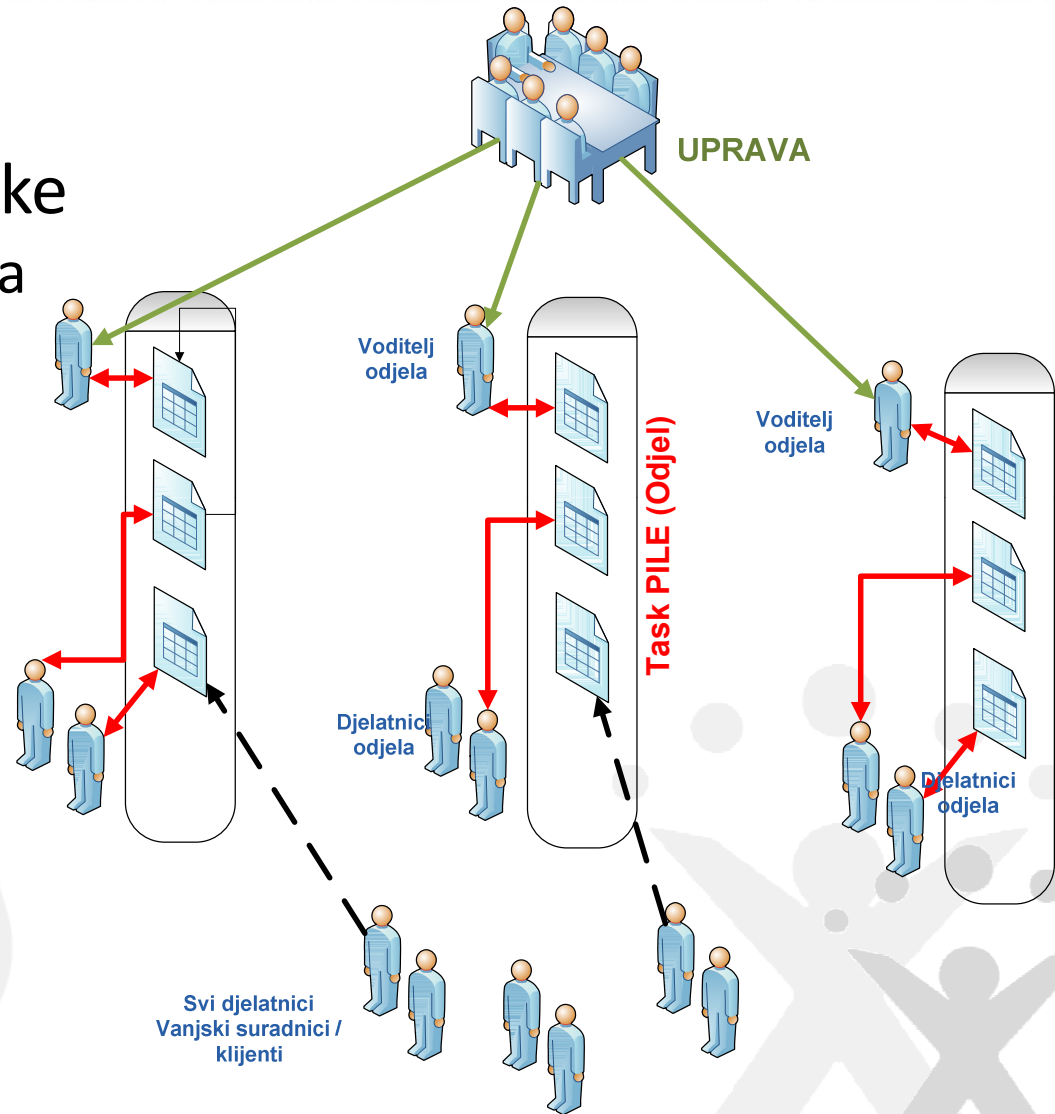 UPRAVA
ke
a
Voditelj
odjela
Voditelj
odjela
Task PILE (Odjel)
Djelatnici
odjela
Djelatnici
odjela
Svi djelatnici
Vanjski suradnici /
klijenti